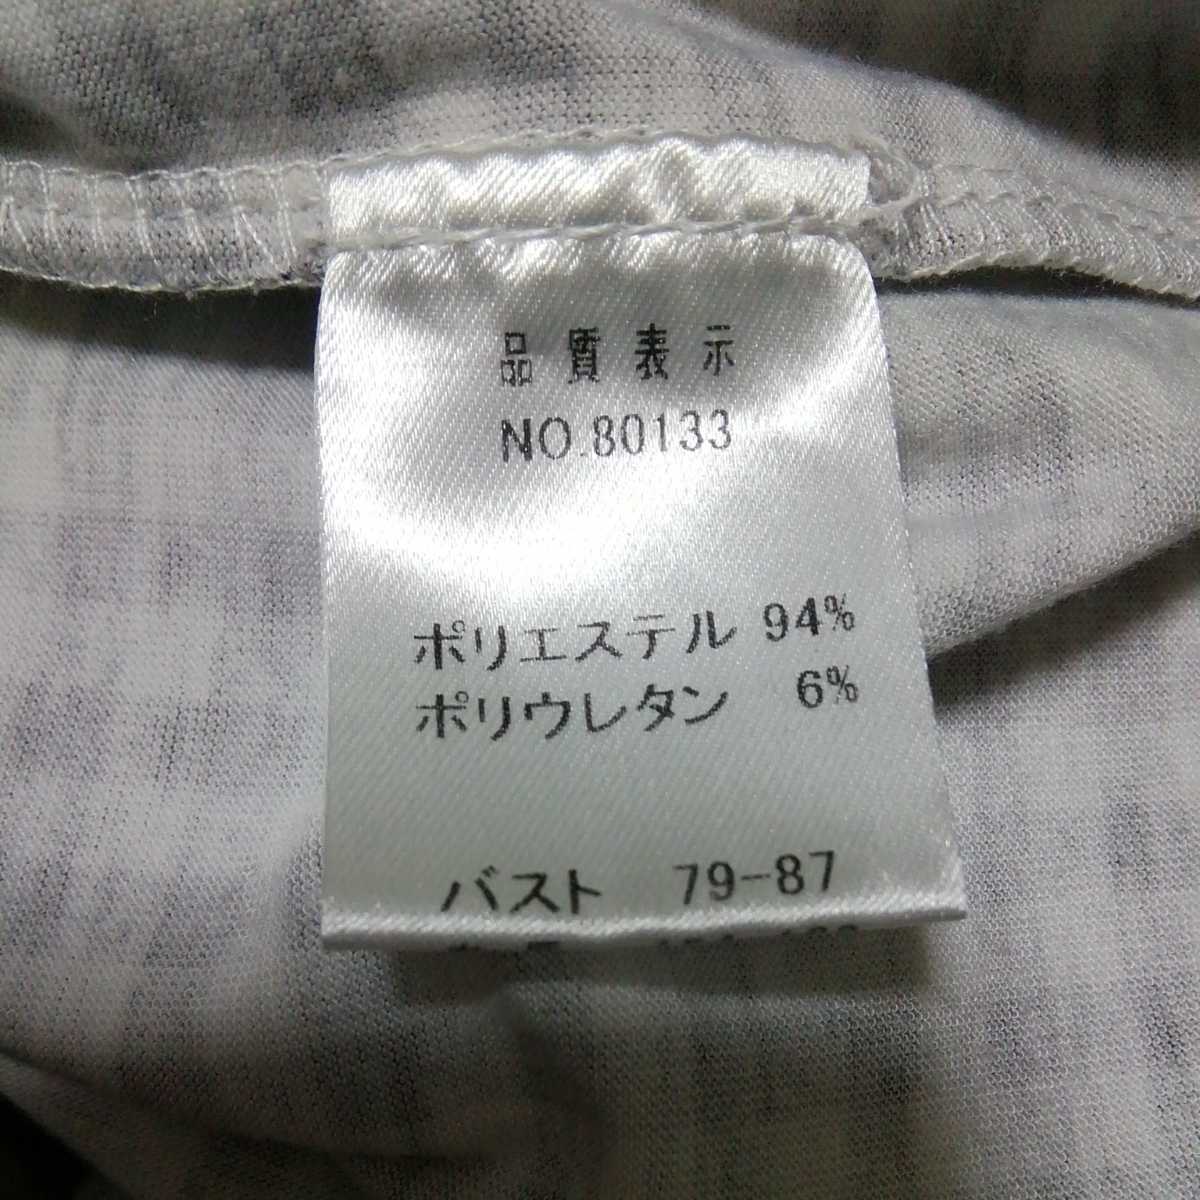 品質表示
NO.80133
ポリエステル 94%
ポリウレタン 6%
バスト 79-87